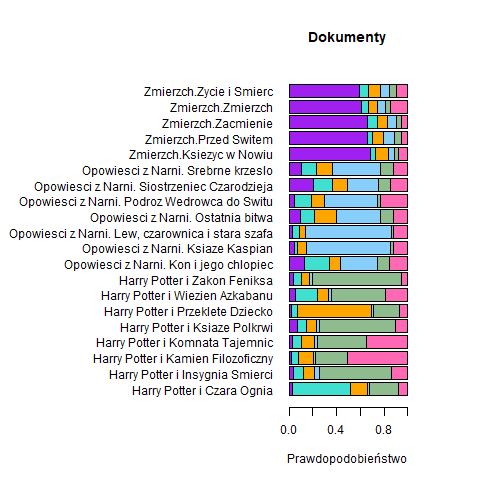 Dokumenty
Zmierzch.Zycie i Smierc
Zmierzch.Zmierzch
Zmierzch.Zacmienie
Zmierzch.Przed Switem
Zmierzch.Ksiezyc w Nowiu
Opowiesci z Narni. Srebrne krzeslo
Opowiesci z Narni. Siostrzeniec Czarodzieja
Opowiesci z Narni. Podroz Wedrowca do Switu
Opowiesci z Narni. Ostatnia bitwa
Opowiesci z Narni. Lew, czarownica i stara szafa
Opowiesci z Narni. Ksiaze Kaspian
Opowiesci z Narni. Kon i jego chlopiec
Harry Potter i Zakon Feniksa
Harry Potter i Wiezien Azkabanu
Harry Potter i Przeklete Dziecko
Harry Potter i Ksiaze Polkrwi
Harry Potter i Komnata Tajemnic
Harry Potter i Kamien Filozoficzny
Harry Potter i Insygnia Smierci
Harry Potter i Czara Ognia
0.0 0.4 0.8
Prawdopodobieństwo